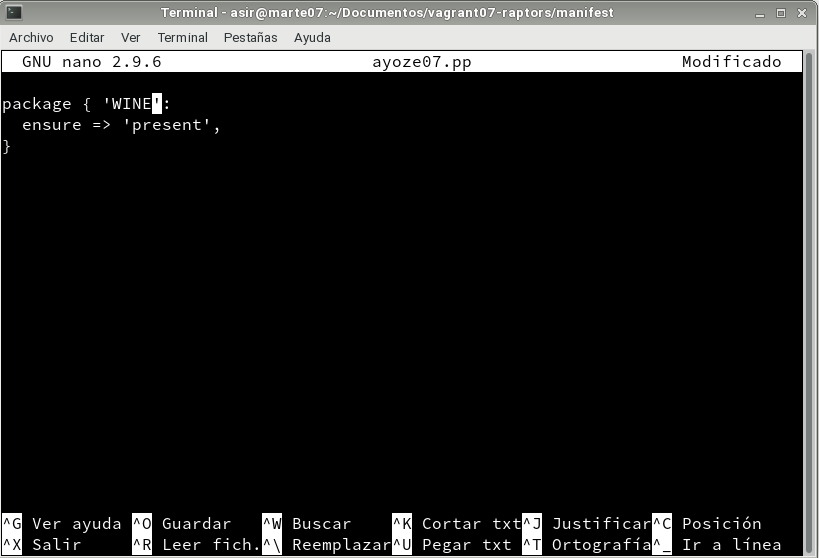 Terminal - asir@marte07:~/Documentos/vagrant07-raptors/manifest
Archivo Editar Ver Terminal Pestañas Ayuda
GNU nano 2.9.6 ayoze07.pp Modificado
package { 'WINE':
  ensure => 'present',
}
^G Ver ayuda ^O Guardar ^W Buscar ^K Cortar txt ^J Justificar ^C Posición
^X Salir ^R Leer fich. ^\ Reemplazar ^U Pegar txt ^T Ortografía ^_ Ir a línea